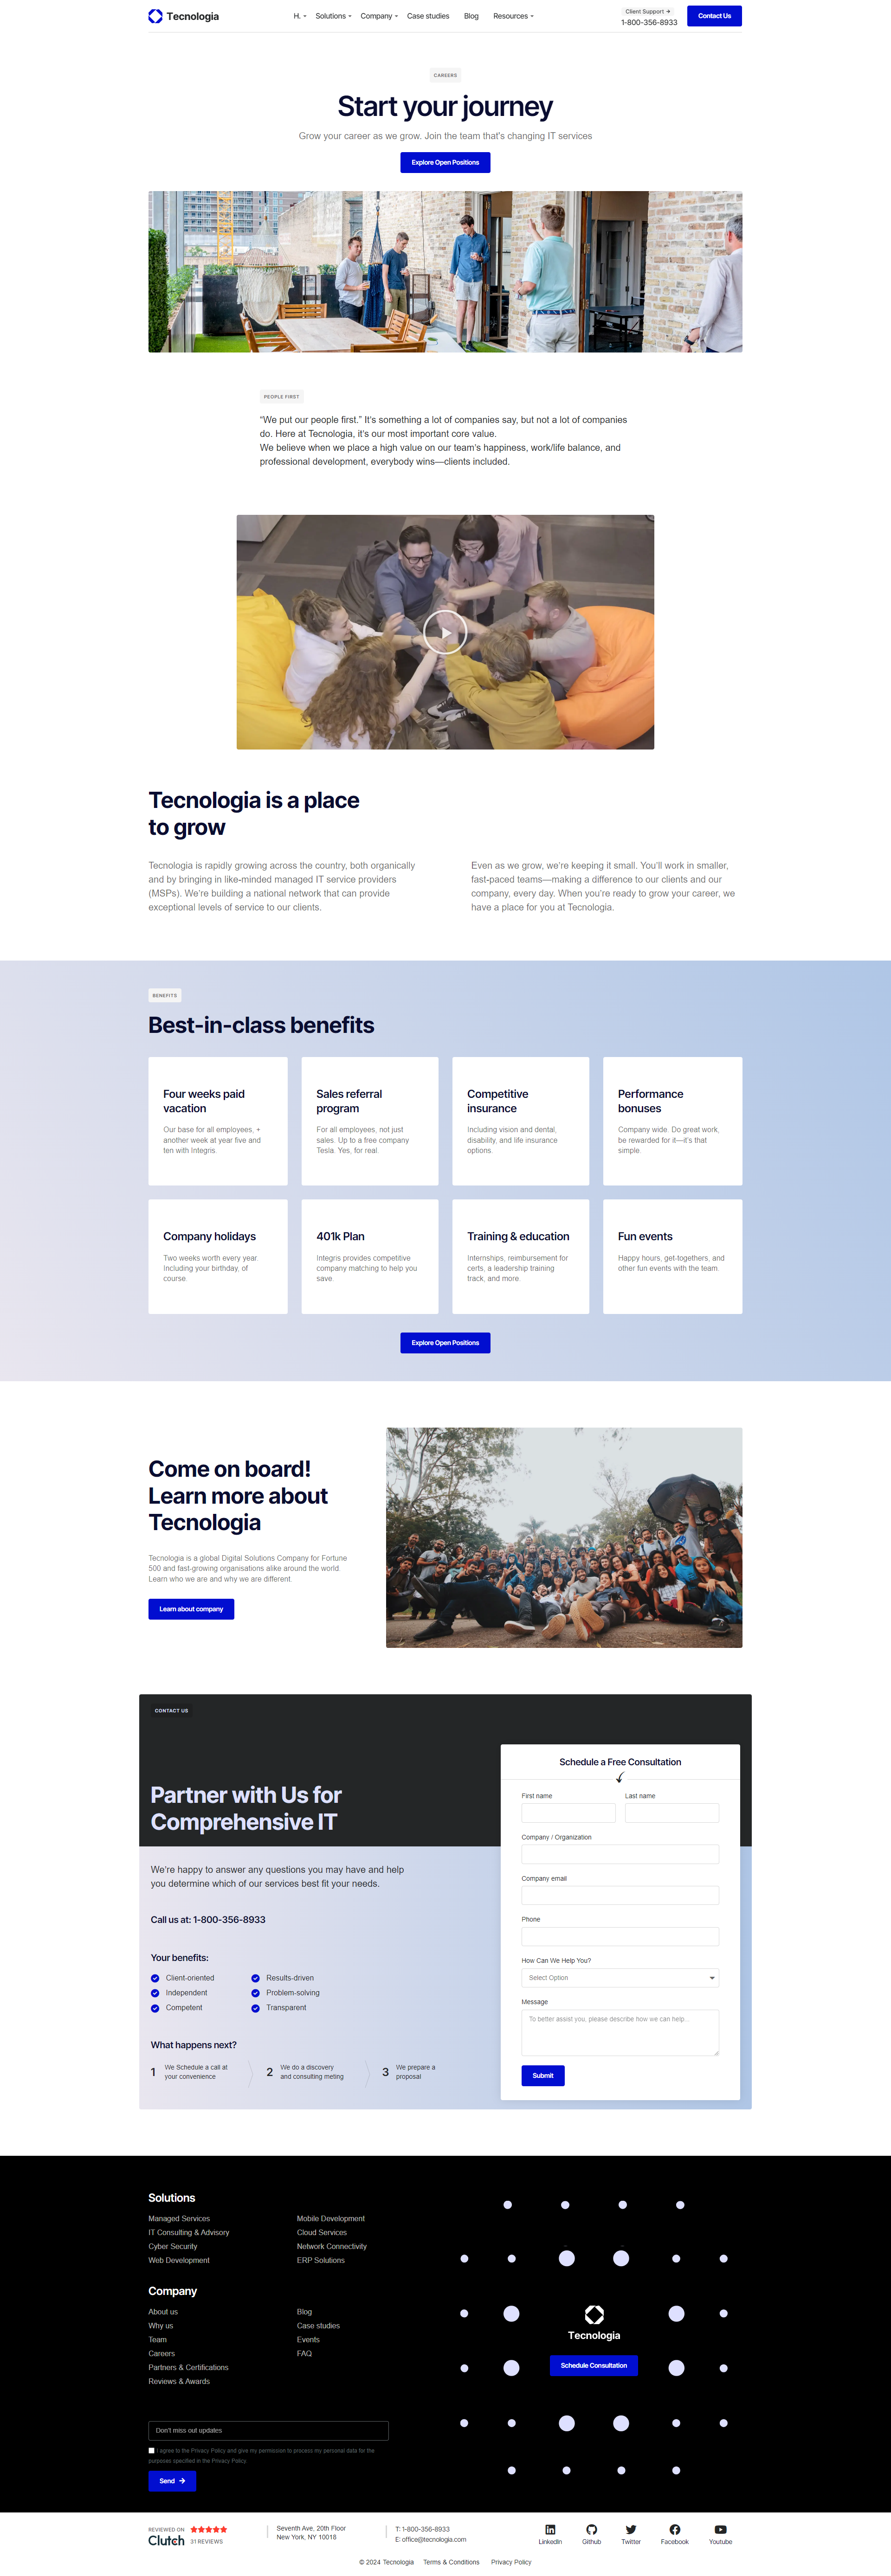 Tecnologia
H.
Solutions
Company
Case studies
Blog
Resources
Client Support →
1-800-356-8933
Contact Us
CAREERS
Start your journey
Grow your career as we grow. Join the team that's changing IT services
Explore Open Positions
PEOPLE FIRST
“We put our people first.” It's something a lot of companies say, but not a lot of companies
do. Here at Tecnologia, it's our most important core value.
We believe when we place a high value on our team's happiness, work/life balance, and
professional development, everybody wins—clients included.
Tecnologia is a place
to grow
Tecnologia is rapidly growing across the country, both organically
and by bringing in like-minded managed IT service providers
(MSPs). We're building a national network that can provide
exceptional levels of service to our clients.
Even as we grow, we're keeping it small. You'll work in smaller,
fast-paced teams—making a difference to our clients and our
company, every day. When you're ready to grow your career, we
have a place for you at Tecnologia.
BENEFITS
Best-in-class benefits
Four weeks paid
vacation
Our base for all employees, +
another week at year five and
ten with Integris.
Sales referral
program
For all employees, not just
sales. Up to a free company
Tesla. Yes, for real.
Competitive
insurance
Including vision and dental,
disability, and life insurance
options.
Performance
bonuses
Company wide. Do great work,
be rewarded for it—it's that
simple.
Company holidays
Two weeks worth every year.
Including your birthday, of
course.
401k Plan
Integris provides competitive
company matching to help you
save.
Training & education
Internships, reimbursement for
certs, a leadership training
track, and more.
Fun events
Happy hours, get-togethers, and
other fun events with the team.
Explore Open Positions
Come on board!
Learn more about
Tecnologia
Tecnologia is a global Digital Solutions Company for Fortune
500 and fast-growing organisations alike around the world.
Learn who we are and why we are different.
Learn about company
CONTACT US
Partner with Us for
Comprehensive IT
We're happy to answer any questions you may have and help
you determine which of our services best fit your needs.
Call us at: 1-800-356-8933
Your benefits:
Client-oriented
Results-driven
Independent
Problem-solving
Competent
Transparent
What happens next?
1
We Schedule a call at
your convenience
2
We do a discovery
and consulting meting
3
We prepare a
proposal
Schedule a Free Consultation
First name
Last name
Company / Organization
Company email
Phone
How Can We Help You?
Select Option
Message
To better assist you, please describe how we can help...
Submit
Solutions
Managed Services
Mobile Development
IT Consulting & Advisory
Cloud Services
Cyber Security
Network Connectivity
Web Development
ERP Solutions
Company
About us
Blog
Why us
Case studies
Team
Events
Careers
FAQ
Partners & Certifications
Reviews & Awards
Tecnologia
Schedule Consultation
Don't miss out updates
I agree to the Privacy Policy and give my permission to process my personal data for the
purposes specified in the Privacy Policy.
Send →
REVIEWED ON
Clutch
31 REVIEWS
Seventh Ave, 20th Floor
New York, NY 10018
T: 1-800-356-8933
E: office@tecnologia.com
LinkedIn
Github
Twitter
Facebook
Youtube
© 2024 Tecnologia
Terms & Conditions
Privacy Policy